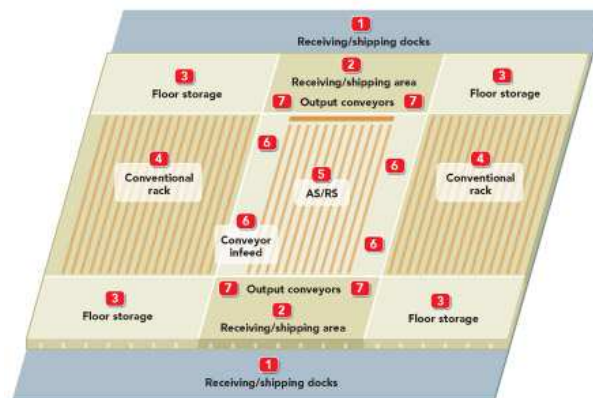 1
Receiving/shipping docks
2
Receiving/shipping area
3
Floor storage
3
Floor storage
7 Output conveyors 7
6
6
4
Conventional
rack
5
AS/RS
4
Conventional
rack
6
Conveyor
infeed
6
7 Output conveyors 7
3
Floor storage
2
Receiving/shipping area
3
Floor storage
1
Receiving/shipping docks